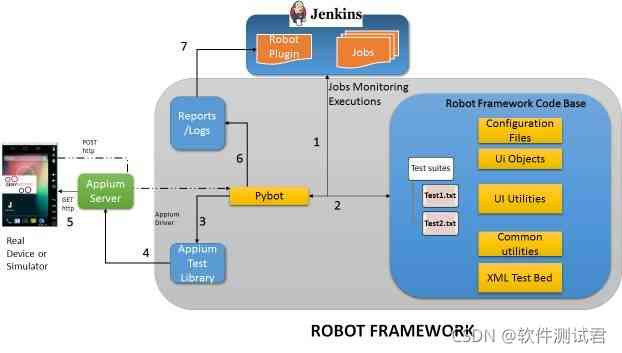 Jenkins
Robot
Plugin
Jobs
7
Jobs Monitoring
Executions
Reports
/Logs
1
6
Robot Framework Code Base
Configuration
Files
Ui Objects
Test suites
Test1.txt
Test2.txt
UI Utilities
Common
utilities
XML Test Bed
POST
http
Appium
Server
GET
http
5
Real
Device or
Simulator
Pybot
2
Appium
Driver
3
4
Appium
Test
Library
ROBOT FRAMEWORK
CSDN @软件测试君